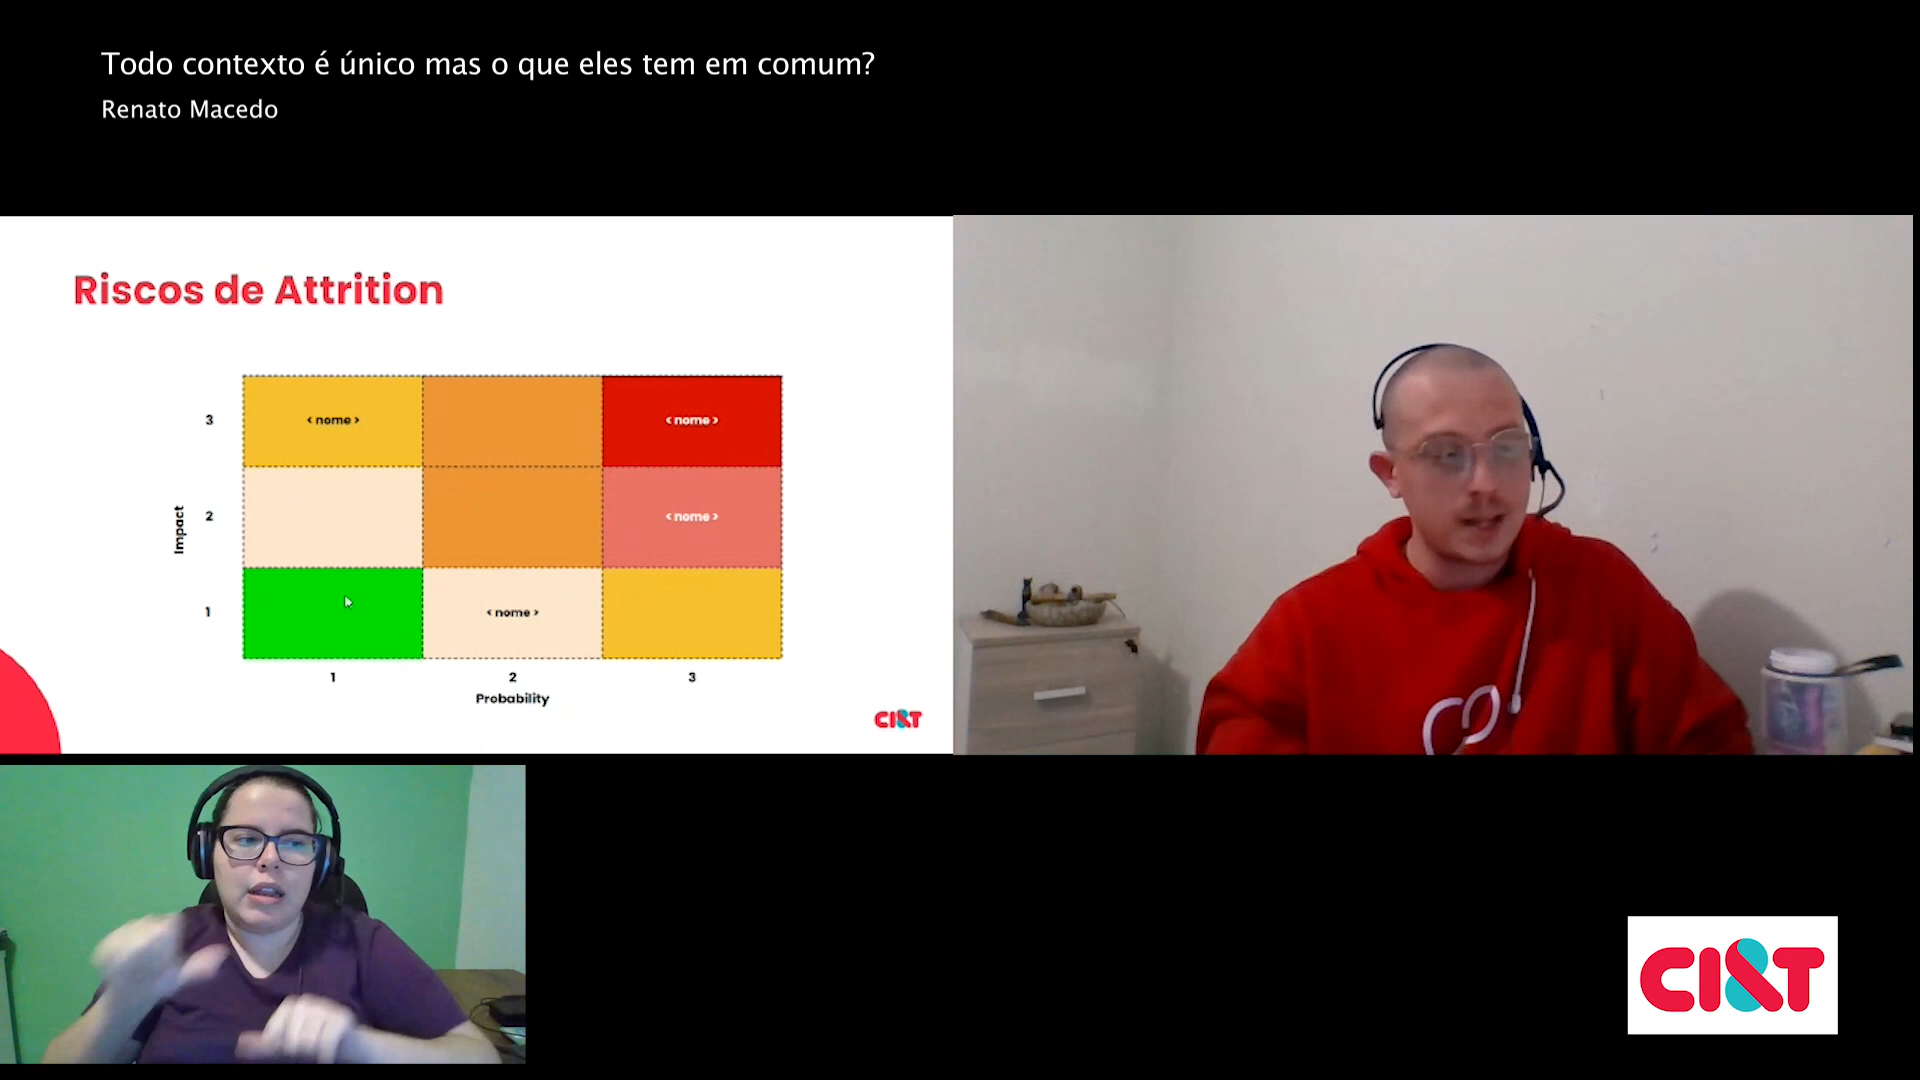 Todo contexto é único mas o que eles tem em comum?
Renato Macedo
Riscos de Attrition
3
< nome >
< nome >
Impact
2
< nome >
1
< nome >
1
2
3
Probability
CI&T
CI&T